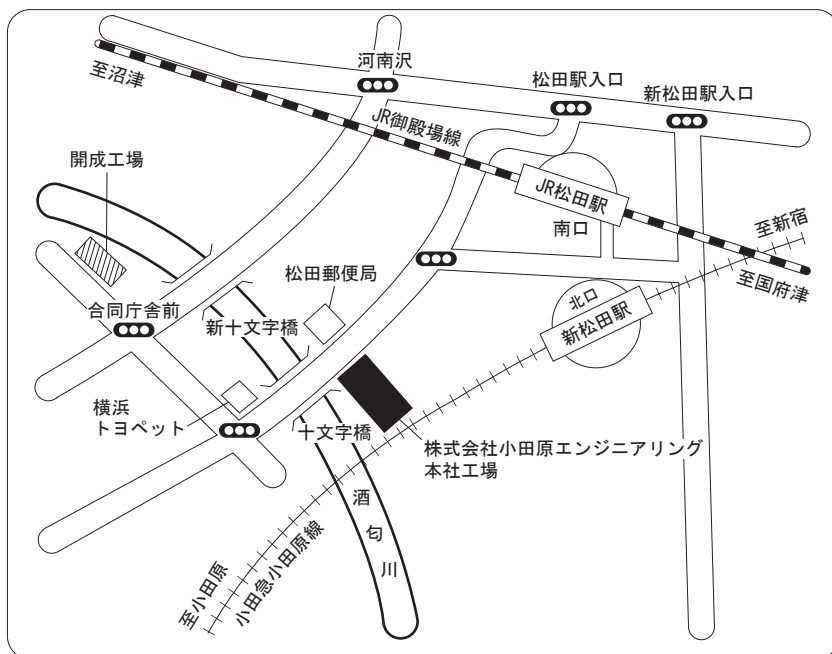 河南沢
松田駅入口
新松田駅入口
至沼津
JR御殿場線
開成工場
JR松田駅
南口
至新宿
至国府津
松田郵便局
合同庁舎前
新十文字橋
北口
新松田駅
横浜
トヨペット
十文字橋
株式会社小田原エンジニアリング
本社工場
酒匂川
至小田原
小田急小田原線